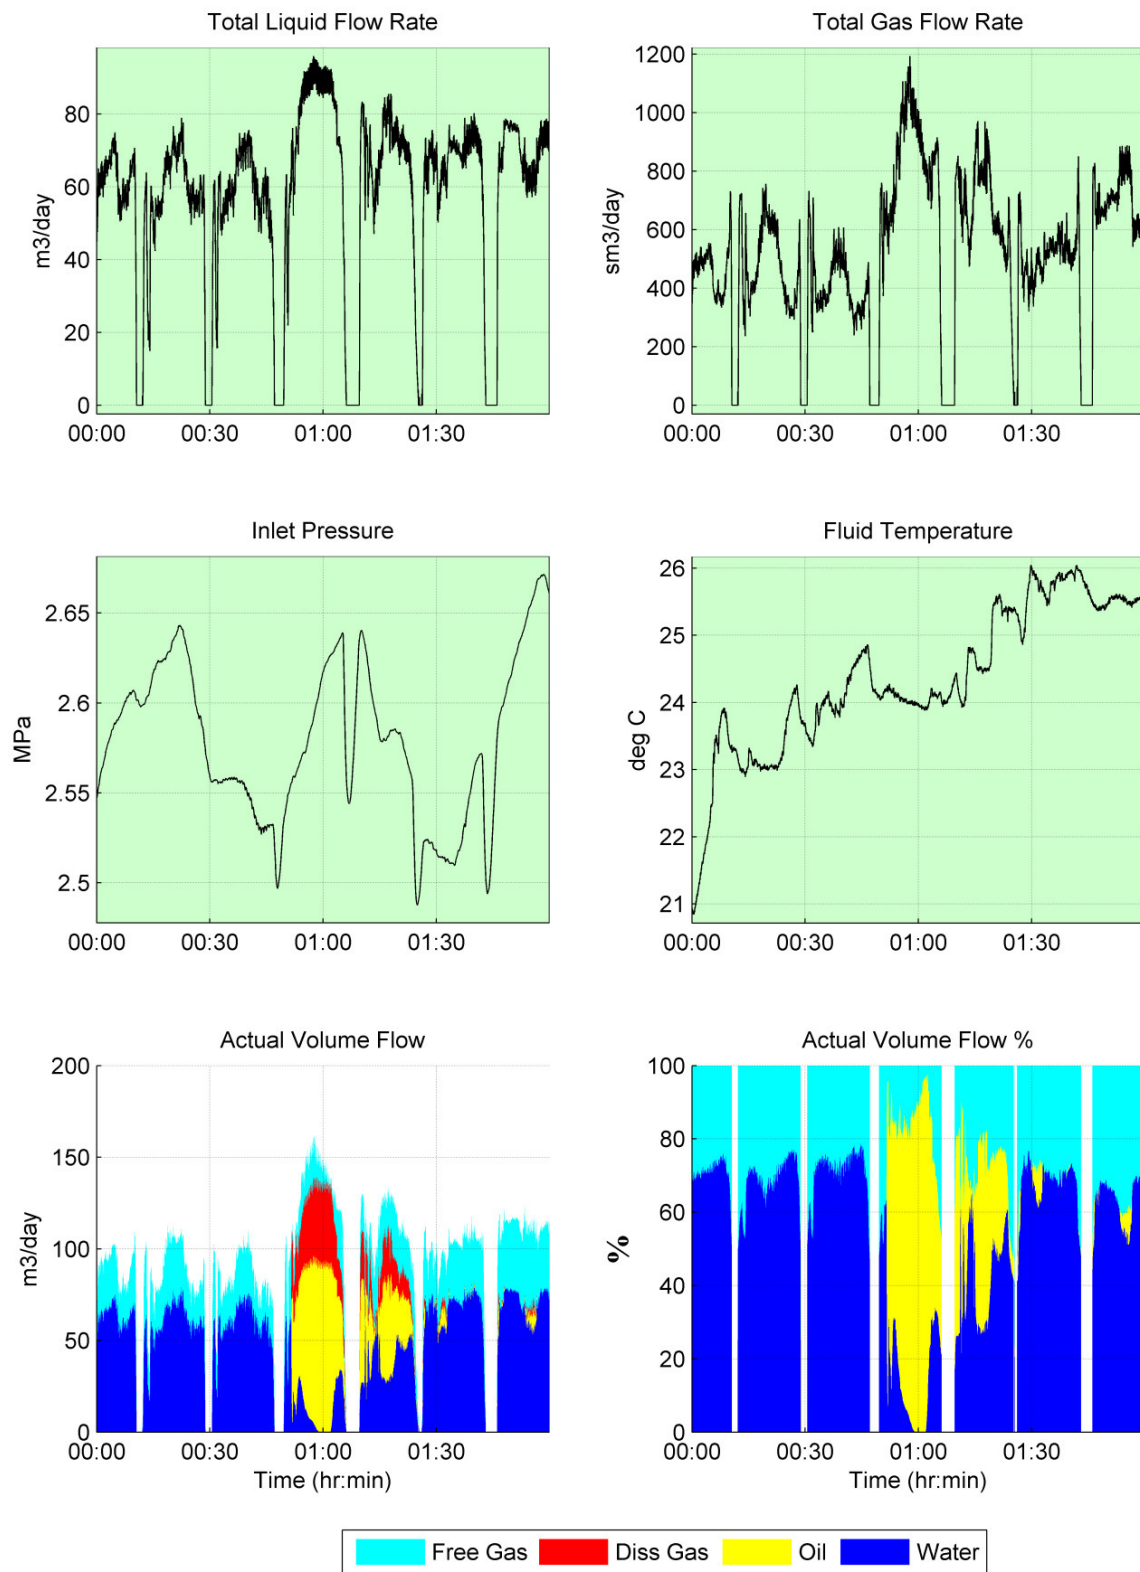 Total Liquid Flow Rate
m3/day
80
60
40
20
0
00:00 00:30 01:00 01:30
Total Gas Flow Rate
sm3/day
1200
1000
800
600
400
200
0
00:00 00:30 01:00 01:30
Inlet Pressure
MPa
2.65
2.6
2.55
2.5
00:00 00:30 01:00 01:30
Fluid Temperature
deg C
26
25
24
23
22
21
00:00 00:30 01:00 01:30
Actual Volume Flow
m3/day
200
150
100
50
0
00:00 00:30 01:00 01:30
Time (hr:min)
Actual Volume Flow %
%
100
80
60
40
20
0
00:00 00:30 01:00 01:30
Time (hr:min)
Free Gas Diss Gas Oil Water